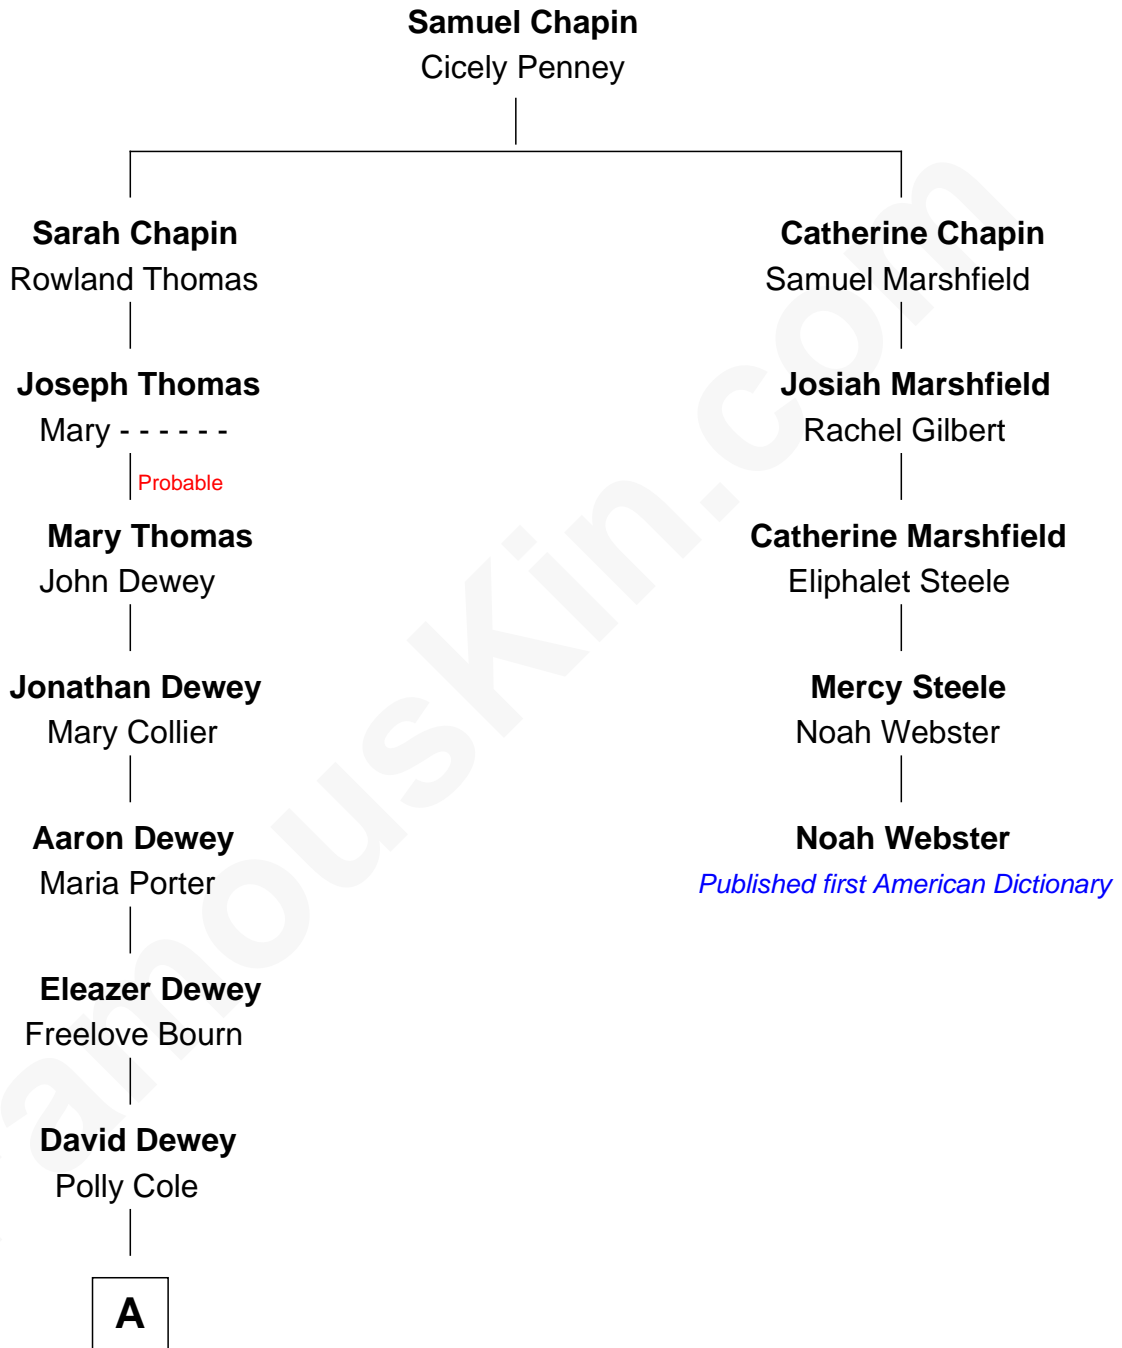 Samuel Chapin
Cicely Penney
Sarah Chapin
Rowland Thomas
Joseph Thomas
Mary - - - - - -
Probable
Mary Thomas
John Dewey
Jonathan Dewey
Mary Collier
Aaron Dewey
Maria Porter
Eleazer Dewey
Freelove Bourn
David Dewey
Polly Cole
A
Catherine Chapin
Samuel Marshfield
Josiah Marshfield
Rachel Gilbert
Catherine Marshfield
Eliphalet Steele
Mercy Steele
Noah Webster
Noah Webster
Published first American Dictionary
amouskin.com